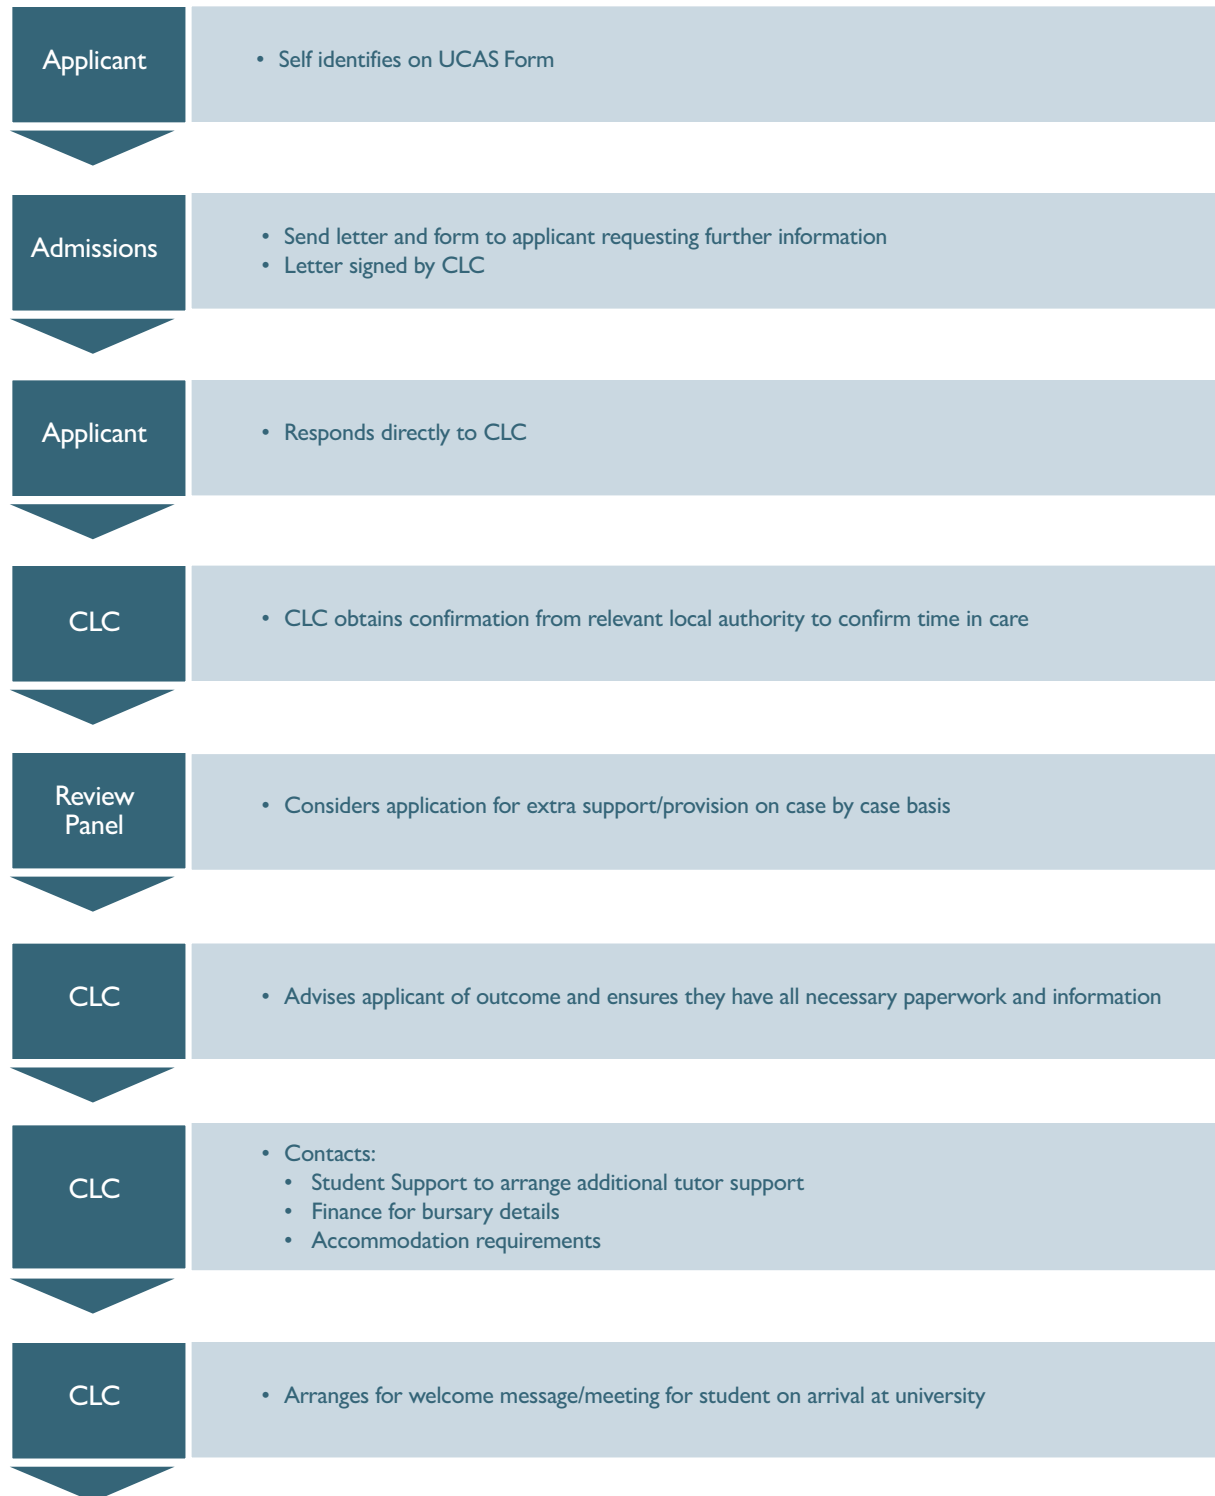 Applicant
• Self identifies on UCAS Form
Admissions
• Send letter and form to applicant requesting further information
• Letter signed by CLC
Applicant
• Responds directly to CLC
CLC
• CLC obtains confirmation from relevant local authority to confirm time in care
Review
Panel
• Considers application for extra support/provision on case by case basis
CLC
• Advises applicant of outcome and ensures they have all necessary paperwork and information
CLC
• Contacts:
• Student Support to arrange additional tutor support
• Finance for bursary details
• Accommodation requirements
CLC
• Arranges for welcome message/meeting for student on arrival at university